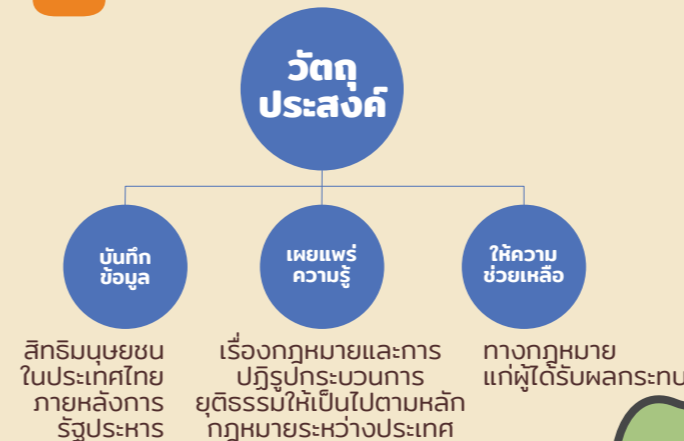 วัตถุ
ประสงค์
บันทึก
ข้อมูล
สิทธิมนุษยชน
ในประเทศไทย
ภายหลังการ
รัฐประหาร
เผยแพร่
ความรู้
เรื่องกฎหมายและการ
ปฏิรูปกระบวนการ
ยุติธรรมให้เป็นไปตามหลัก
กฎหมายระหว่างประเทศ
ให้ความ
ช่วยเหลือ
ทางกฎหมาย
แก่ผู้ได้รับผลกระทบ